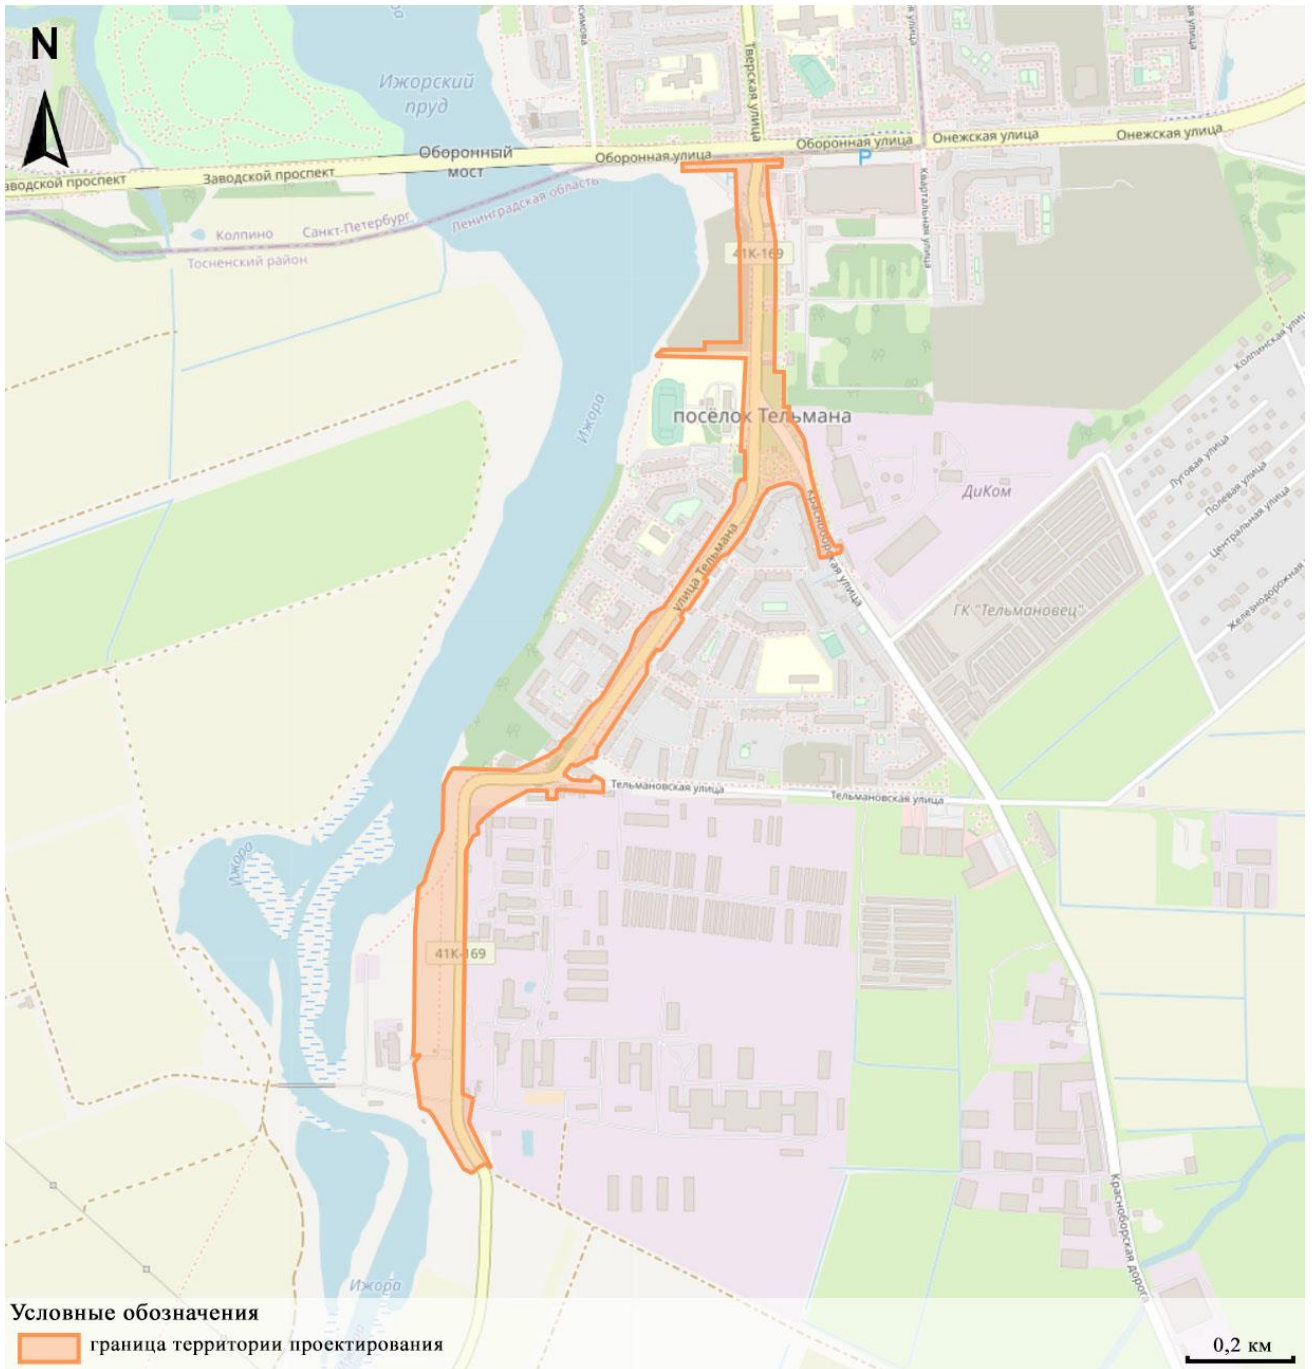 N
Ижорский
пруд
Тверская улица
Оборонный
мост
Оборонная улица
Оборонная улица
Онежская улица
Онежская улица
Заводской проспект
P
Квартальная улица
Колпино
Санкт-Петербург
Ленинградская область
Тосненский район
41К-169
Колпинская
Ижора
посёлок Тельмана
Луговая улица
Полевая улица
Центральная улица
Железнодорожная
ДиКом
Красноборская улица
улица Тельмана
ГК "Тельмановец"
Тельмановская улица
Тельмановская улица
Ижора
41К-169
Красноборская дорога
Ижора
Условные обозначения
граница территории проектирования
0,2 км